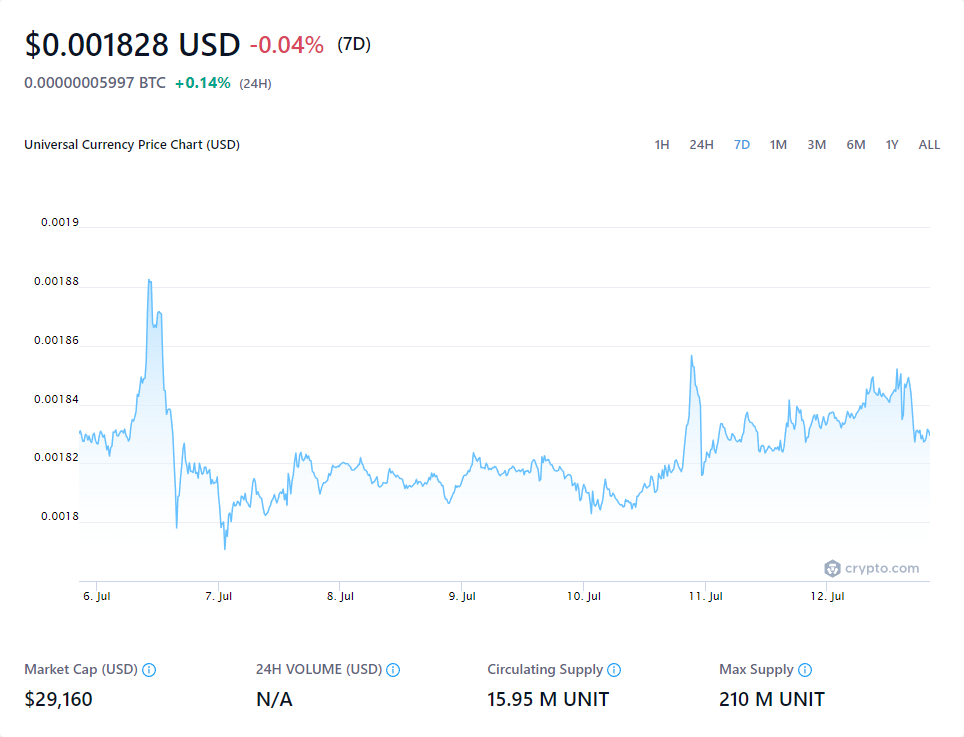 $0.001828 USD -0.04% (7D)
0.00000005997 BTC +0.14% (24H)
Universal Currency Price Chart (USD) 1H 24H 7D 1M 3M 6M 1Y ALL
0.0019
0.00188
0.00186
0.00184
0.00182
0.0018
crypto.com
6. Jul 7. Jul 8. Jul 9. Jul 10. Jul 11. Jul 12. Jul
Market Cap (USD) 24H VOLUME (USD) Circulating Supply Max Supply
$29,160 N/A 15.95 M UNIT 210 M UNIT